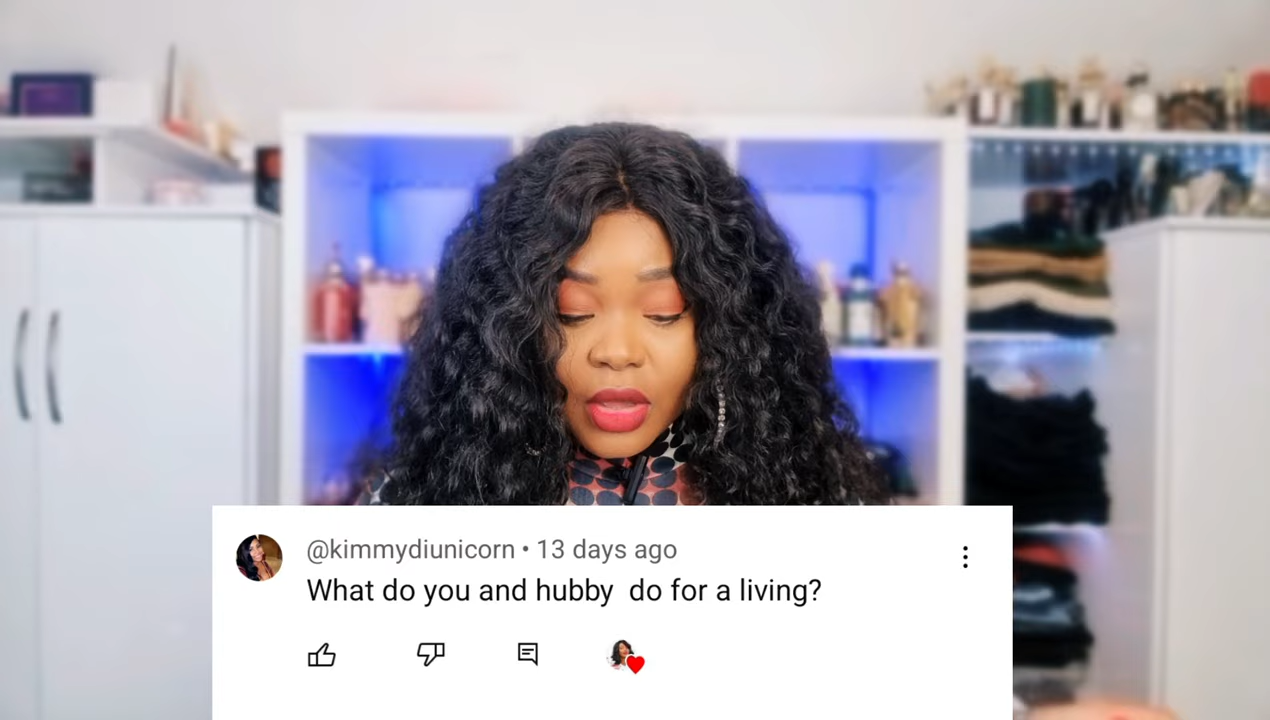 @kimmydiunicorn • 13 days ago
What do you and hubby  do for a living?